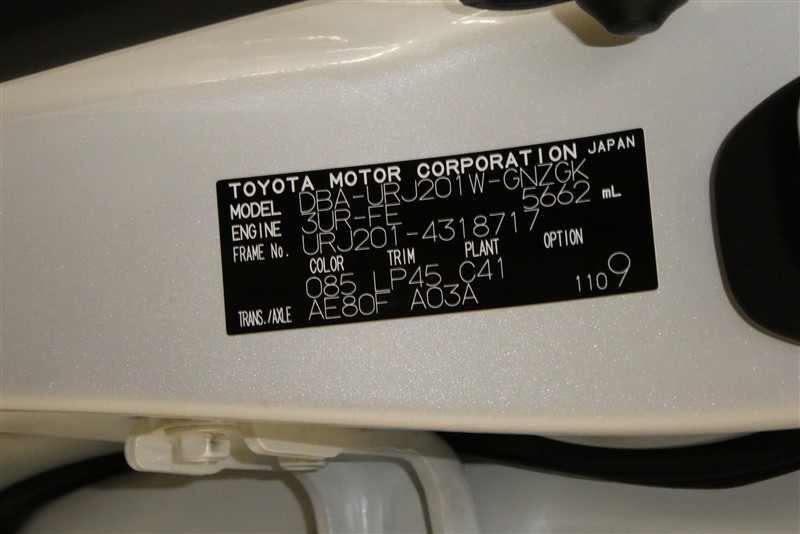 TOYOTA MOTOR CORPORATION JAPAN
MODEL DBA-URJ201W-GNZGK
ENGINE 3UR-FE 5662 mL
FRAME No. URJ201-4318717
COLOR TRIM PLANT OPTION
085 LP45 C41
TRANS./AXLE AE80F A03A 1109